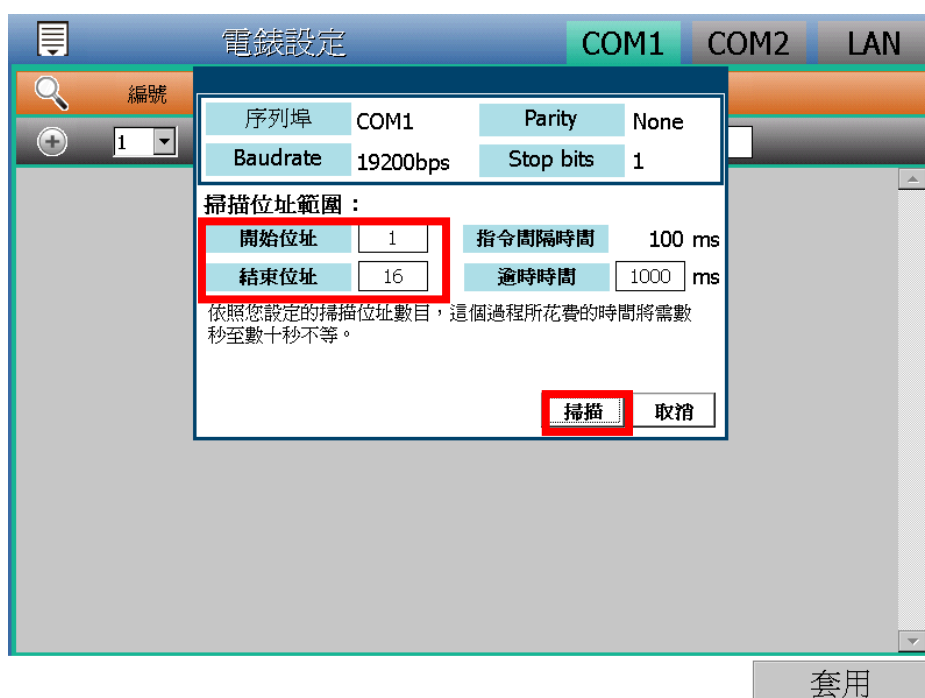 電錶設定 COM1 COM2 LAN
編號
1
序列埠 COM1 Parity None
Baudrate 19200bps Stop bits 1
掃描位址範圍：
開始位址 1 指令間隔時間 100 ms
結束位址 16 逾時時間 1000 ms
依照您設定的掃描位址數目，這個過程所花費的時間將需數
秒至數十秒不等。
掃描 取消
套用